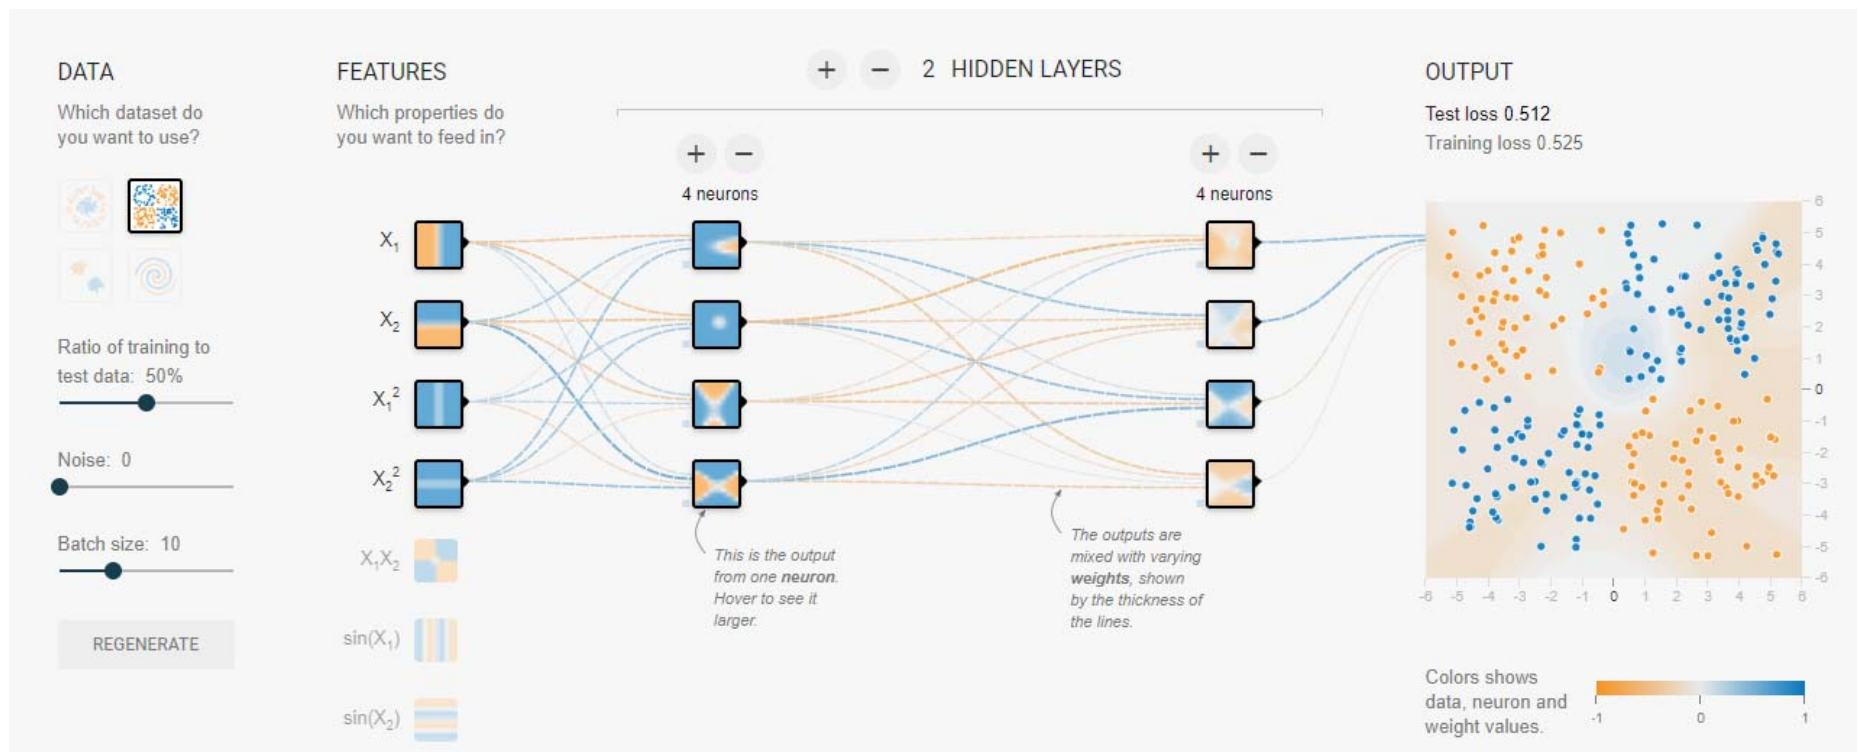 DATA
Which dataset do
you want to use?
Ratio of training to
test data: 50%
Noise: 0
Batch size: 10
REGENERATE
FEATURES
Which properties do
you want to feed in?
X₁
X₂
X₁²
X₂²
X₁X₂
sin(X₁)
sin(X₂)
+ − 2 HIDDEN LAYERS
+ −
4 neurons
This is the output
from one neuron.
Hover to see it
larger.
+ −
4 neurons
The outputs are
mixed with varying
weights, shown
by the thickness of
the lines.
OUTPUT
Test loss 0.512
Training loss 0.525
6
5
4
3
2
1
0
-1
-2
-3
-4
-5
-6
-6 -5 -4 -3 -2 -1 0 1 2 3 4 5 6
Colors shows
data, neuron and
weight values.
-1 0 1